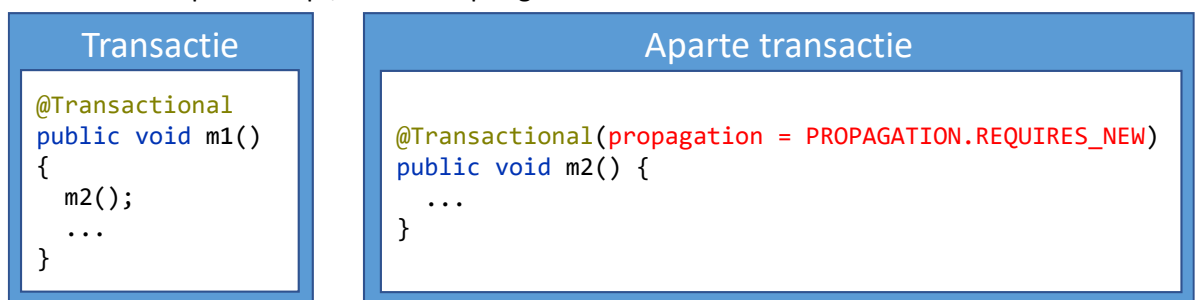 Transactie
@Transactional
public void m1()
{
m2();
...
}
Aparte transactie
@Transactional(propagation = PROPAGATION.REQUIRES_NEW)
public void m2() {
...
}